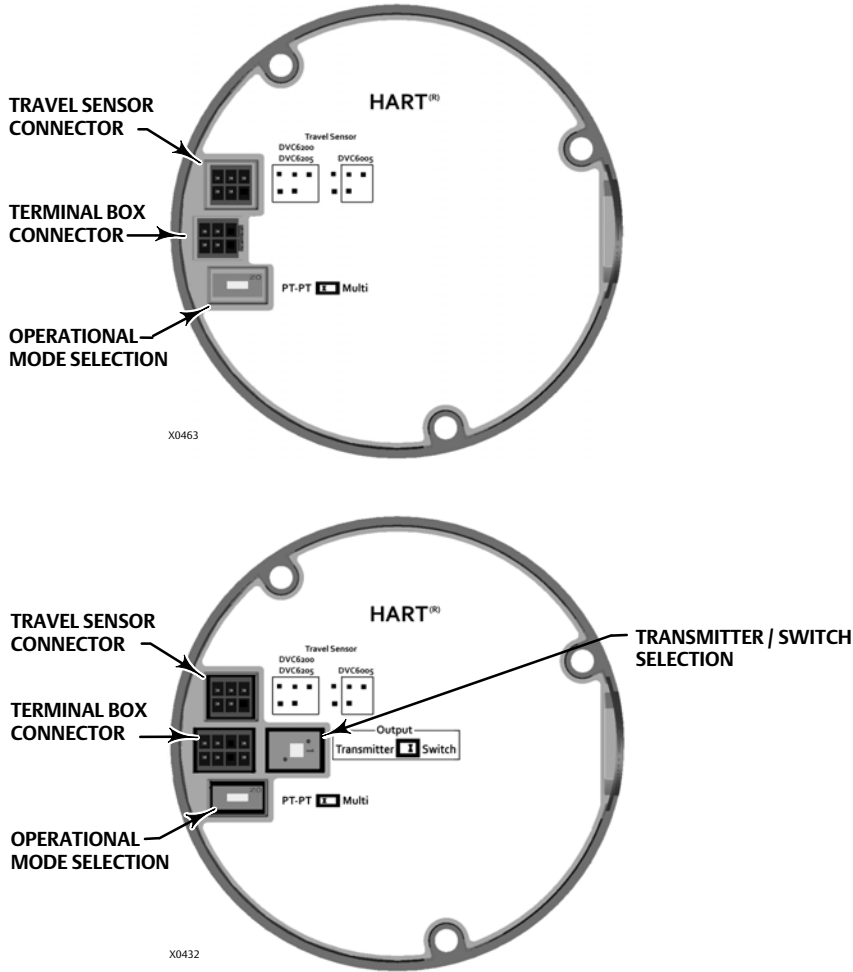 HART(R)
TRAVEL SENSOR
CONNECTOR
Travel Sensor
DVC6200
DVC6205
DVC6005
TERMINAL BOX
CONNECTOR
PT-PT
Multi
OPERATIONAL
MODE SELECTION
X0463
HART(R)
TRAVEL SENSOR
CONNECTOR
TRANSMITTER / SWITCH
SELECTION
Travel Sensor
DVC6200
DVC6205
DVC6005
TERMINAL BOX
CONNECTOR
Output
Transmitter
Switch
PT-PT
Multi
OPERATIONAL
MODE SELECTION
X0432